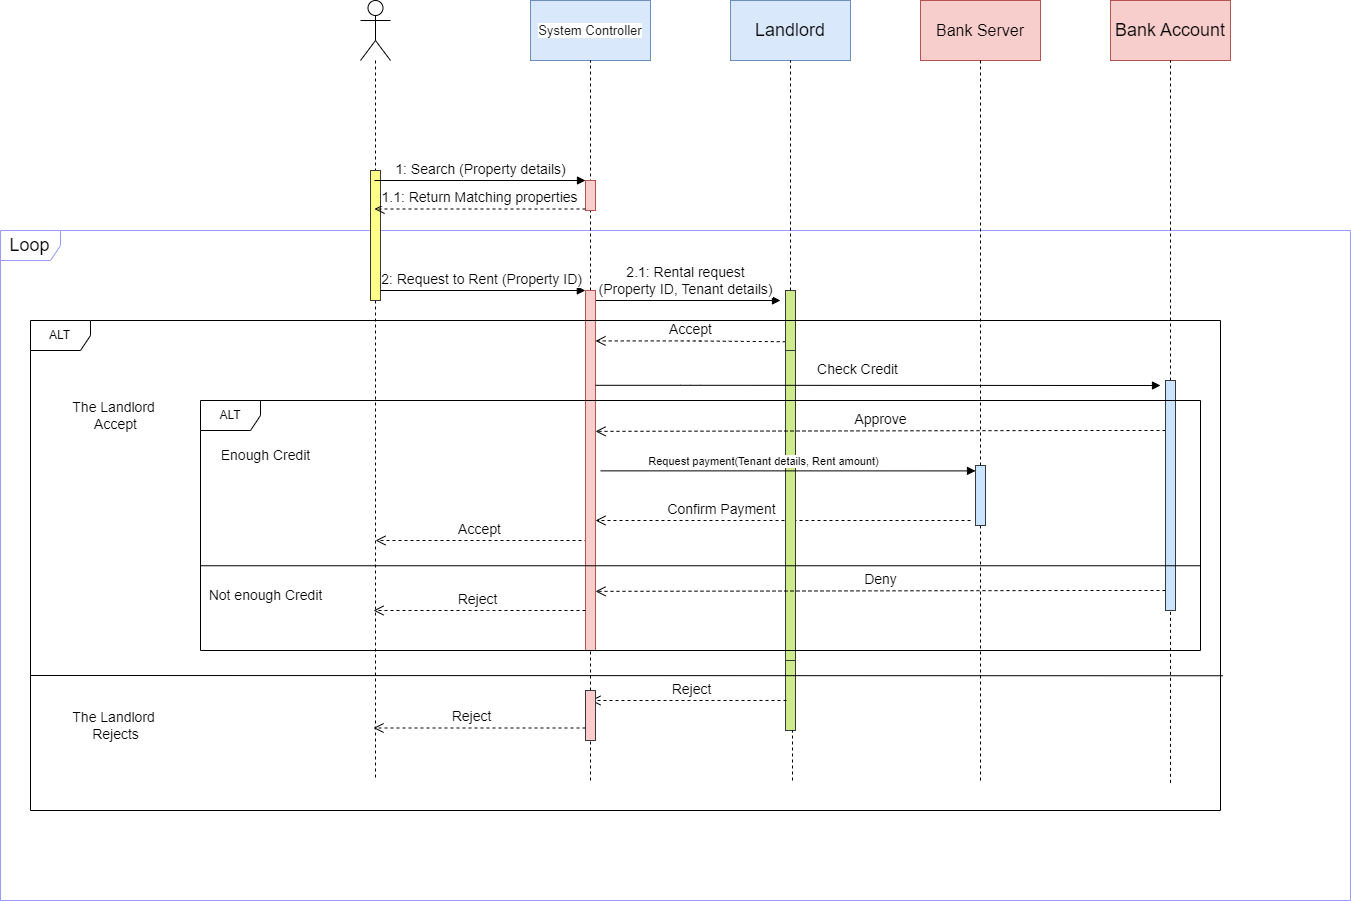 System Controller
Landlord
Bank Server
Bank Account
1: Search (Property details)
1.1: Return Matching properties
Loop
2: Request to Rent (Property ID)
2.1: Rental request
(Property ID, Tenant details)
ALT
Accept
Check Credit
The Landlord
Accept
ALT
Approve
Enough Credit
Request payment(Tenant details, Rent amount)
Confirm Payment
Accept
Deny
Not enough Credit
Reject
Reject
The Landlord
Rejects
Reject